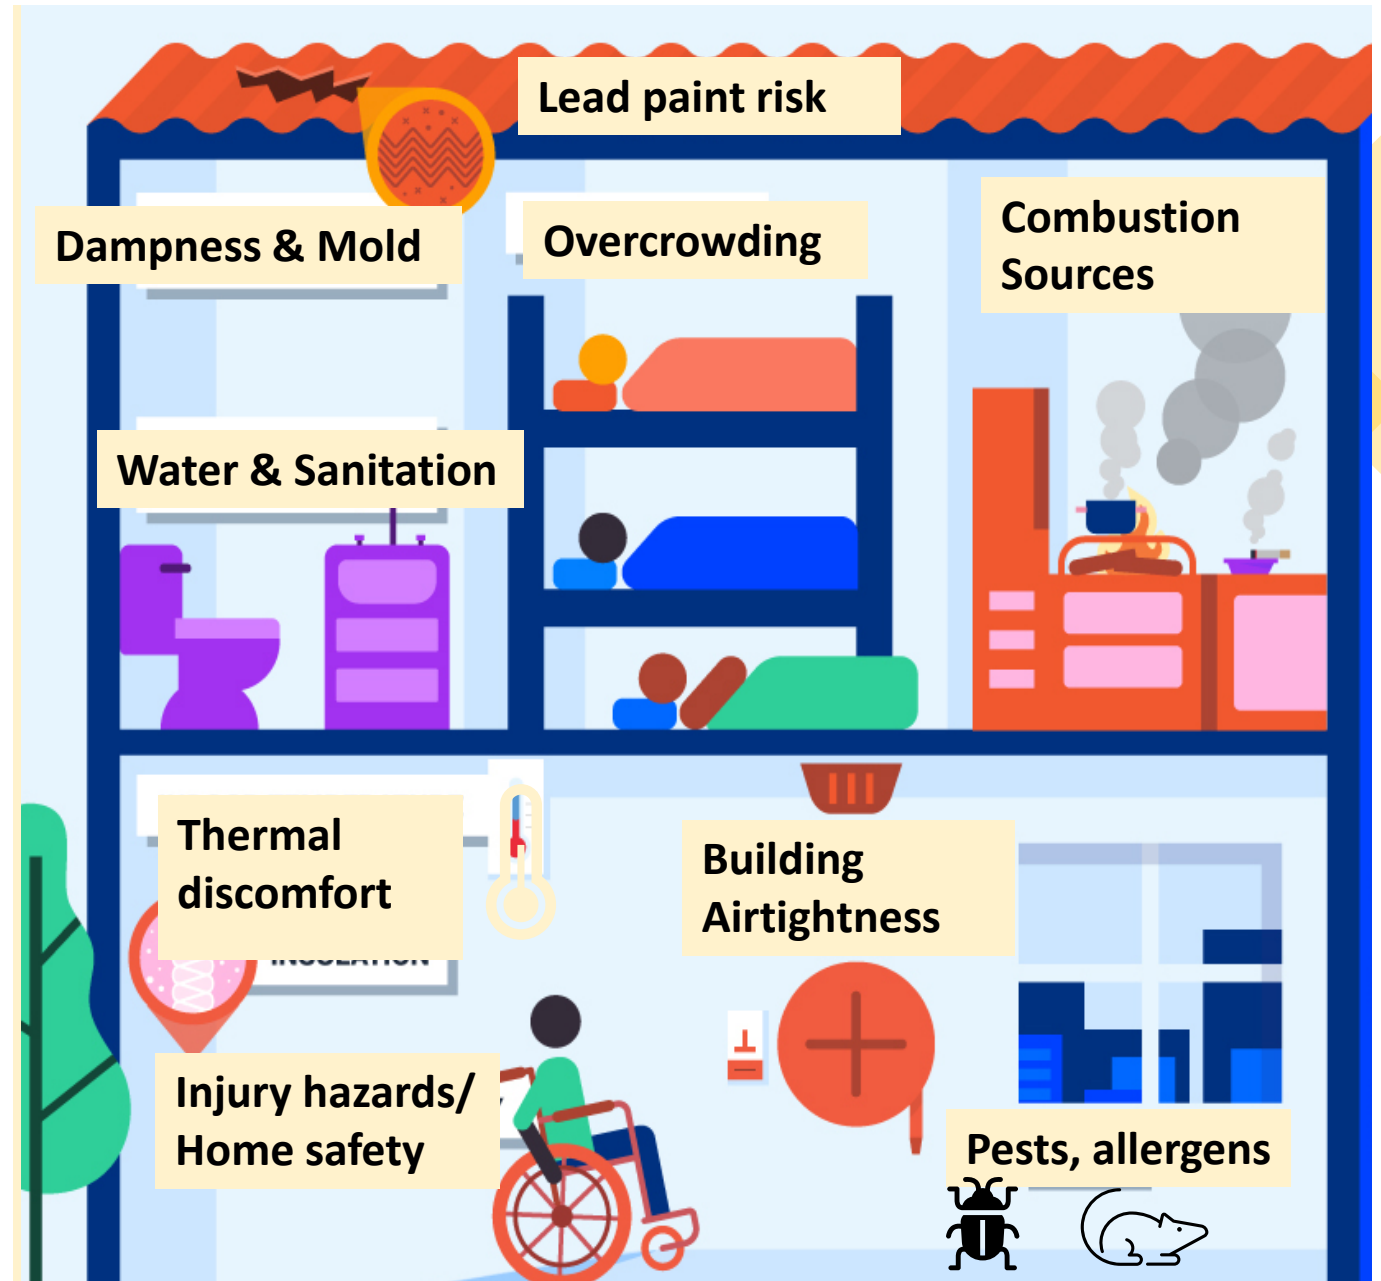 Lead paint risk
Dampness & Mold
Overcrowding
Combustion
Sources
Water & Sanitation
Thermal
discomfort
Building
Airtightness
INSULATION
Injury hazards/
Home safety
Pests, allergens